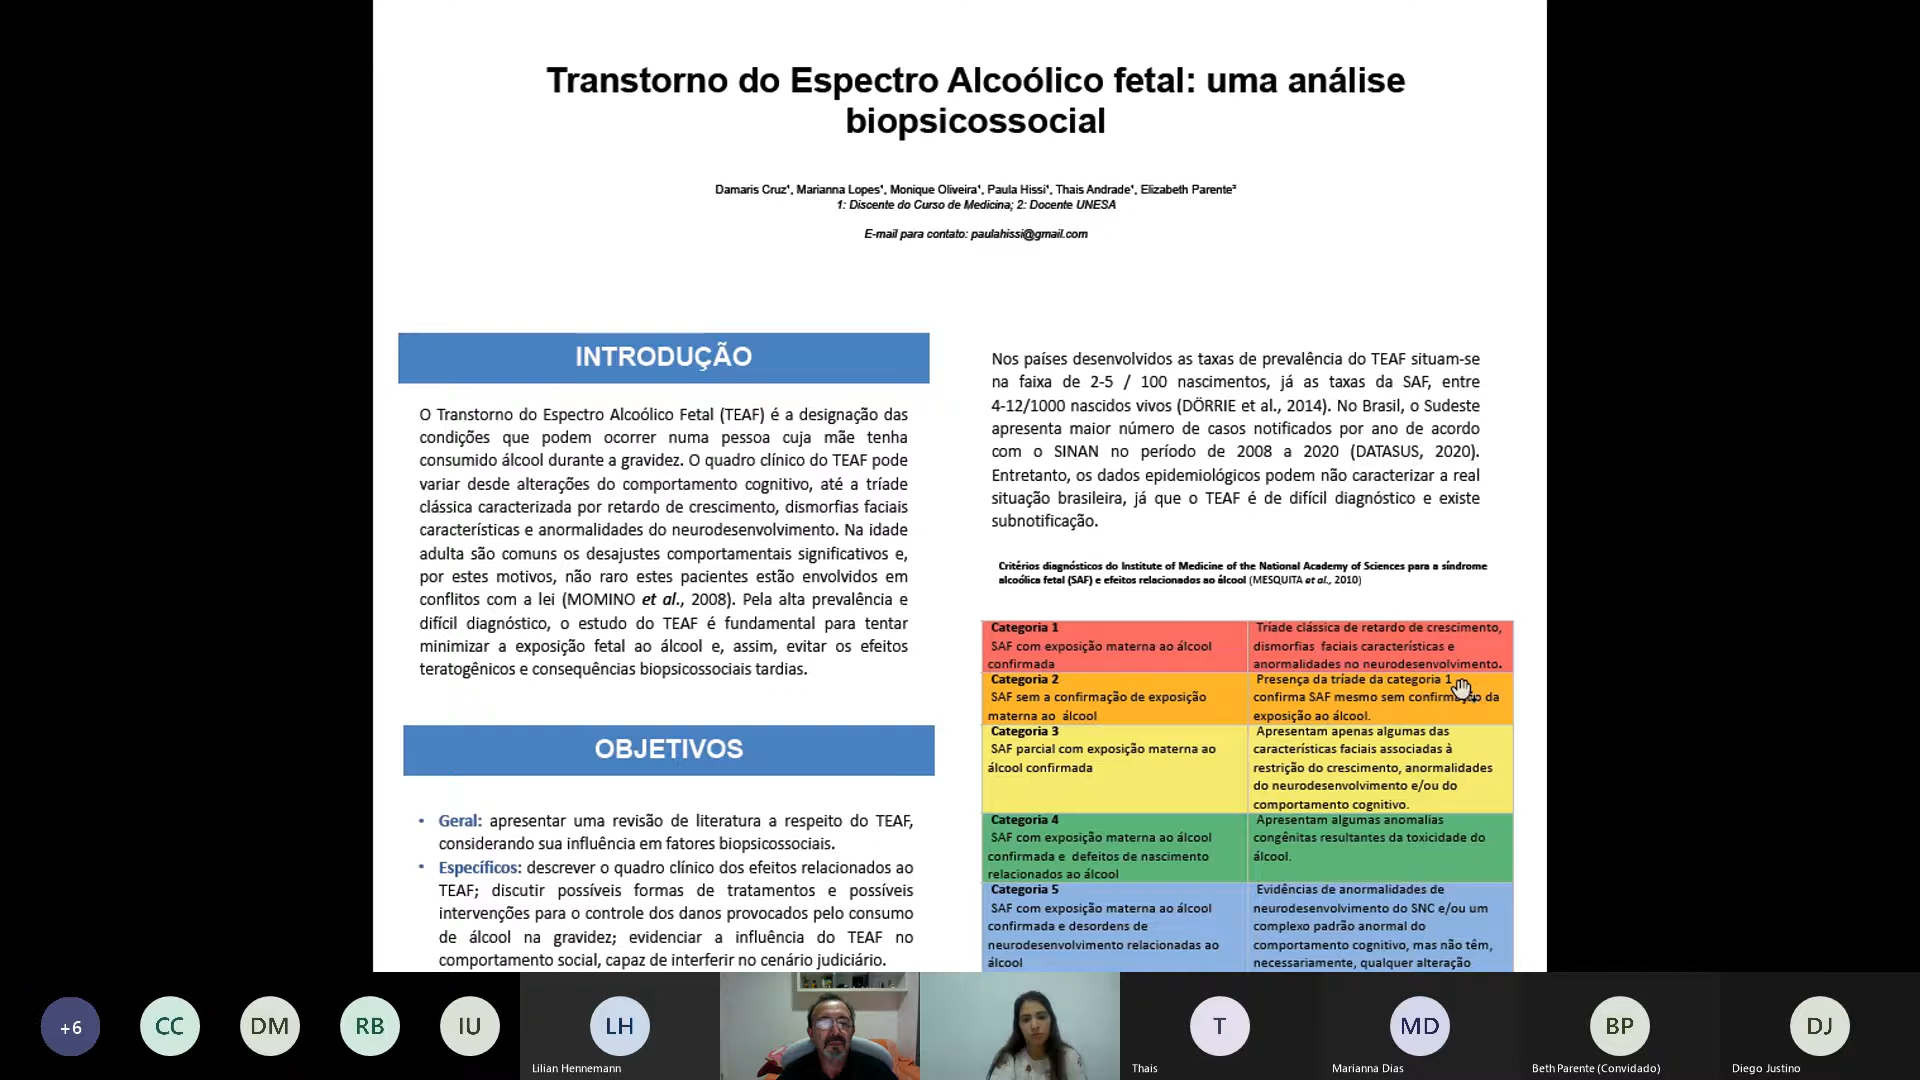 Transtorno do Espectro Alcoólico fetal: uma análise
biopsicossocial
Damaris Cruz¹, Marianna Lopes¹, Monique Oliveira¹, Paula Hissi¹, Thais Andrade¹, Elizabeth Parente²
1: Discente do Curso de Medicina; 2: Docente UNESA
E-mail para contato: paulahissi@gmail.com
INTRODUÇÃO
O Transtorno do Espectro Alcoólico Fetal (TEAF) é a designação das
condições que podem ocorrer numa pessoa cuja mãe tenha
consumido álcool durante a gravidez. O quadro clínico do TEAF pode
variar desde alterações do comportamento cognitivo, até a tríade
clássica caracterizada por retardo de crescimento, dismorfias faciais
características e anormalidades do neurodesenvolvimento. Na idade
adulta são comuns os desajustes comportamentais significativos e,
por estes motivos, não raro estes pacientes estão envolvidos em
conflitos com a lei (MOMINO et al., 2008). Pela alta prevalência e
difícil diagnóstico, o estudo do TEAF é fundamental para tentar
minimizar a exposição fetal ao álcool e, assim, evitar os efeitos
teratogênicos e consequências biopsicossociais tardias.
OBJETIVOS
• Geral: apresentar uma revisão de literatura a respeito do TEAF,
considerando sua influência em fatores biopsicossociais.
• Específicos: descrever o quadro clínico dos efeitos relacionados ao
TEAF; discutir possíveis formas de tratamentos e possíveis
intervenções para o controle dos danos provocados pelo consumo
de álcool na gravidez; evidenciar a influência do TEAF no
comportamento social, capaz de interferir no cenário judiciário.
Nos países desenvolvidos as taxas de prevalência do TEAF situam-se
na faixa de 2-5 / 100 nascimentos, já as taxas da SAF, entre
4-12/1000 nascidos vivos (DÖRRIE et al., 2014). No Brasil, o Sudeste
apresenta maior número de casos notificados por ano de acordo
com o SINAN no período de 2008 a 2020 (DATASUS, 2020).
Entretanto, os dados epidemiológicos podem não caracterizar a real
situação brasileira, já que o TEAF é de difícil diagnóstico e existe
subnotificação.
Critérios diagnósticos do Institute of Medicine of the National Academy of Sciences para a síndrome
alcoólica fetal (SAF) e efeitos relacionados ao álcool (MESQUITA et al., 2010)
Categoria 1
SAF com exposição materna ao álcool
confirmada
Tríade clássica de retardo de crescimento,
dismorfias faciais características e
anormalidades no neurodesenvolvimento.
Categoria 2
SAF sem a confirmação de exposição
materna ao álcool
Presença da tríade da categoria 1
confirma SAF mesmo sem confirmação da
exposição ao álcool.
Categoria 3
SAF parcial com exposição materna ao
álcool confirmada
Apresentam apenas algumas das
características faciais associadas à
restrição do crescimento, anormalidades
do neurodesenvolvimento e/ou do
comportamento cognitivo.
Categoria 4
SAF com exposição materna ao álcool
confirmada e defeitos de nascimento
relacionados ao álcool
Apresentam algumas anomalias
congênitas resultantes da toxicidade do
álcool.
Categoria 5
SAF com exposição materna ao álcool
confirmada e desordens de
neurodesenvolvimento relacionadas ao
álcool
Evidências de anormalidades de
neurodesenvolvimento do SNC e/ou um
complexo padrão anormal do
comportamento cognitivo, mas não têm,
necessariamente, qualquer alteração
+6
CC
DM
RB
IU
LH
Lilian Hennemann
T
Thais
MD
Marianna Dias
BP
Beth Parente (Convidado)
DJ
Diego Justino